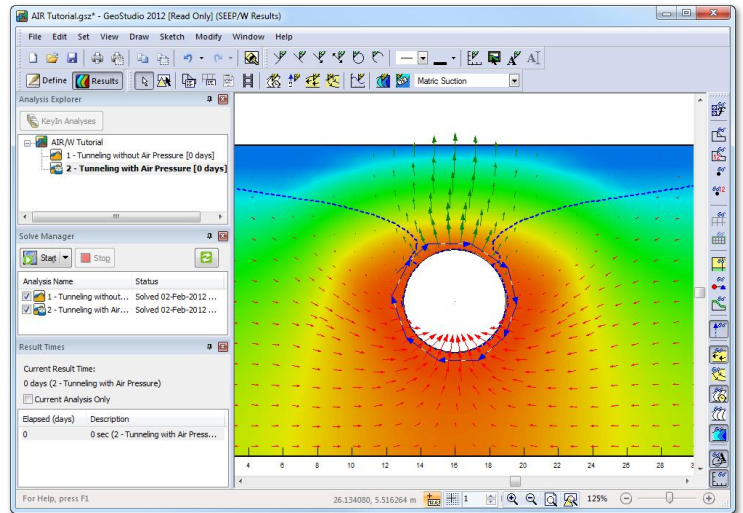 AIR Tutorial.gsz* - GeoStudio 2012 [Read Only] (SEEP/W Results)
File Edit Set View Draw Sketch Modify Window Help
Define Results Matric Suction
Analysis Explorer
KeyIn Analyses
AIR/W Tutorial
1 - Tunneling without Air Pressure [0 days]
2 - Tunneling with Air Pressure [0 days]
Solve Manager
Start Stop
Analysis Name Status
1 - Tunneling without... Solved 02-Feb-2012 ...
2 - Tunneling with Air... Solved 02-Feb-2012 ...
Result Times
Current Result Time:
0 days (2 - Tunneling with Air Pressure)
Current Analysis Only
Elapsed (days) Description
0 0 sec (2 - Tunneling with Air Press...
4 6 8 10 12 14 16 18 20 22 24 26 28 3
For Help, press F1 26.134080, 5.516264 m 1 125%